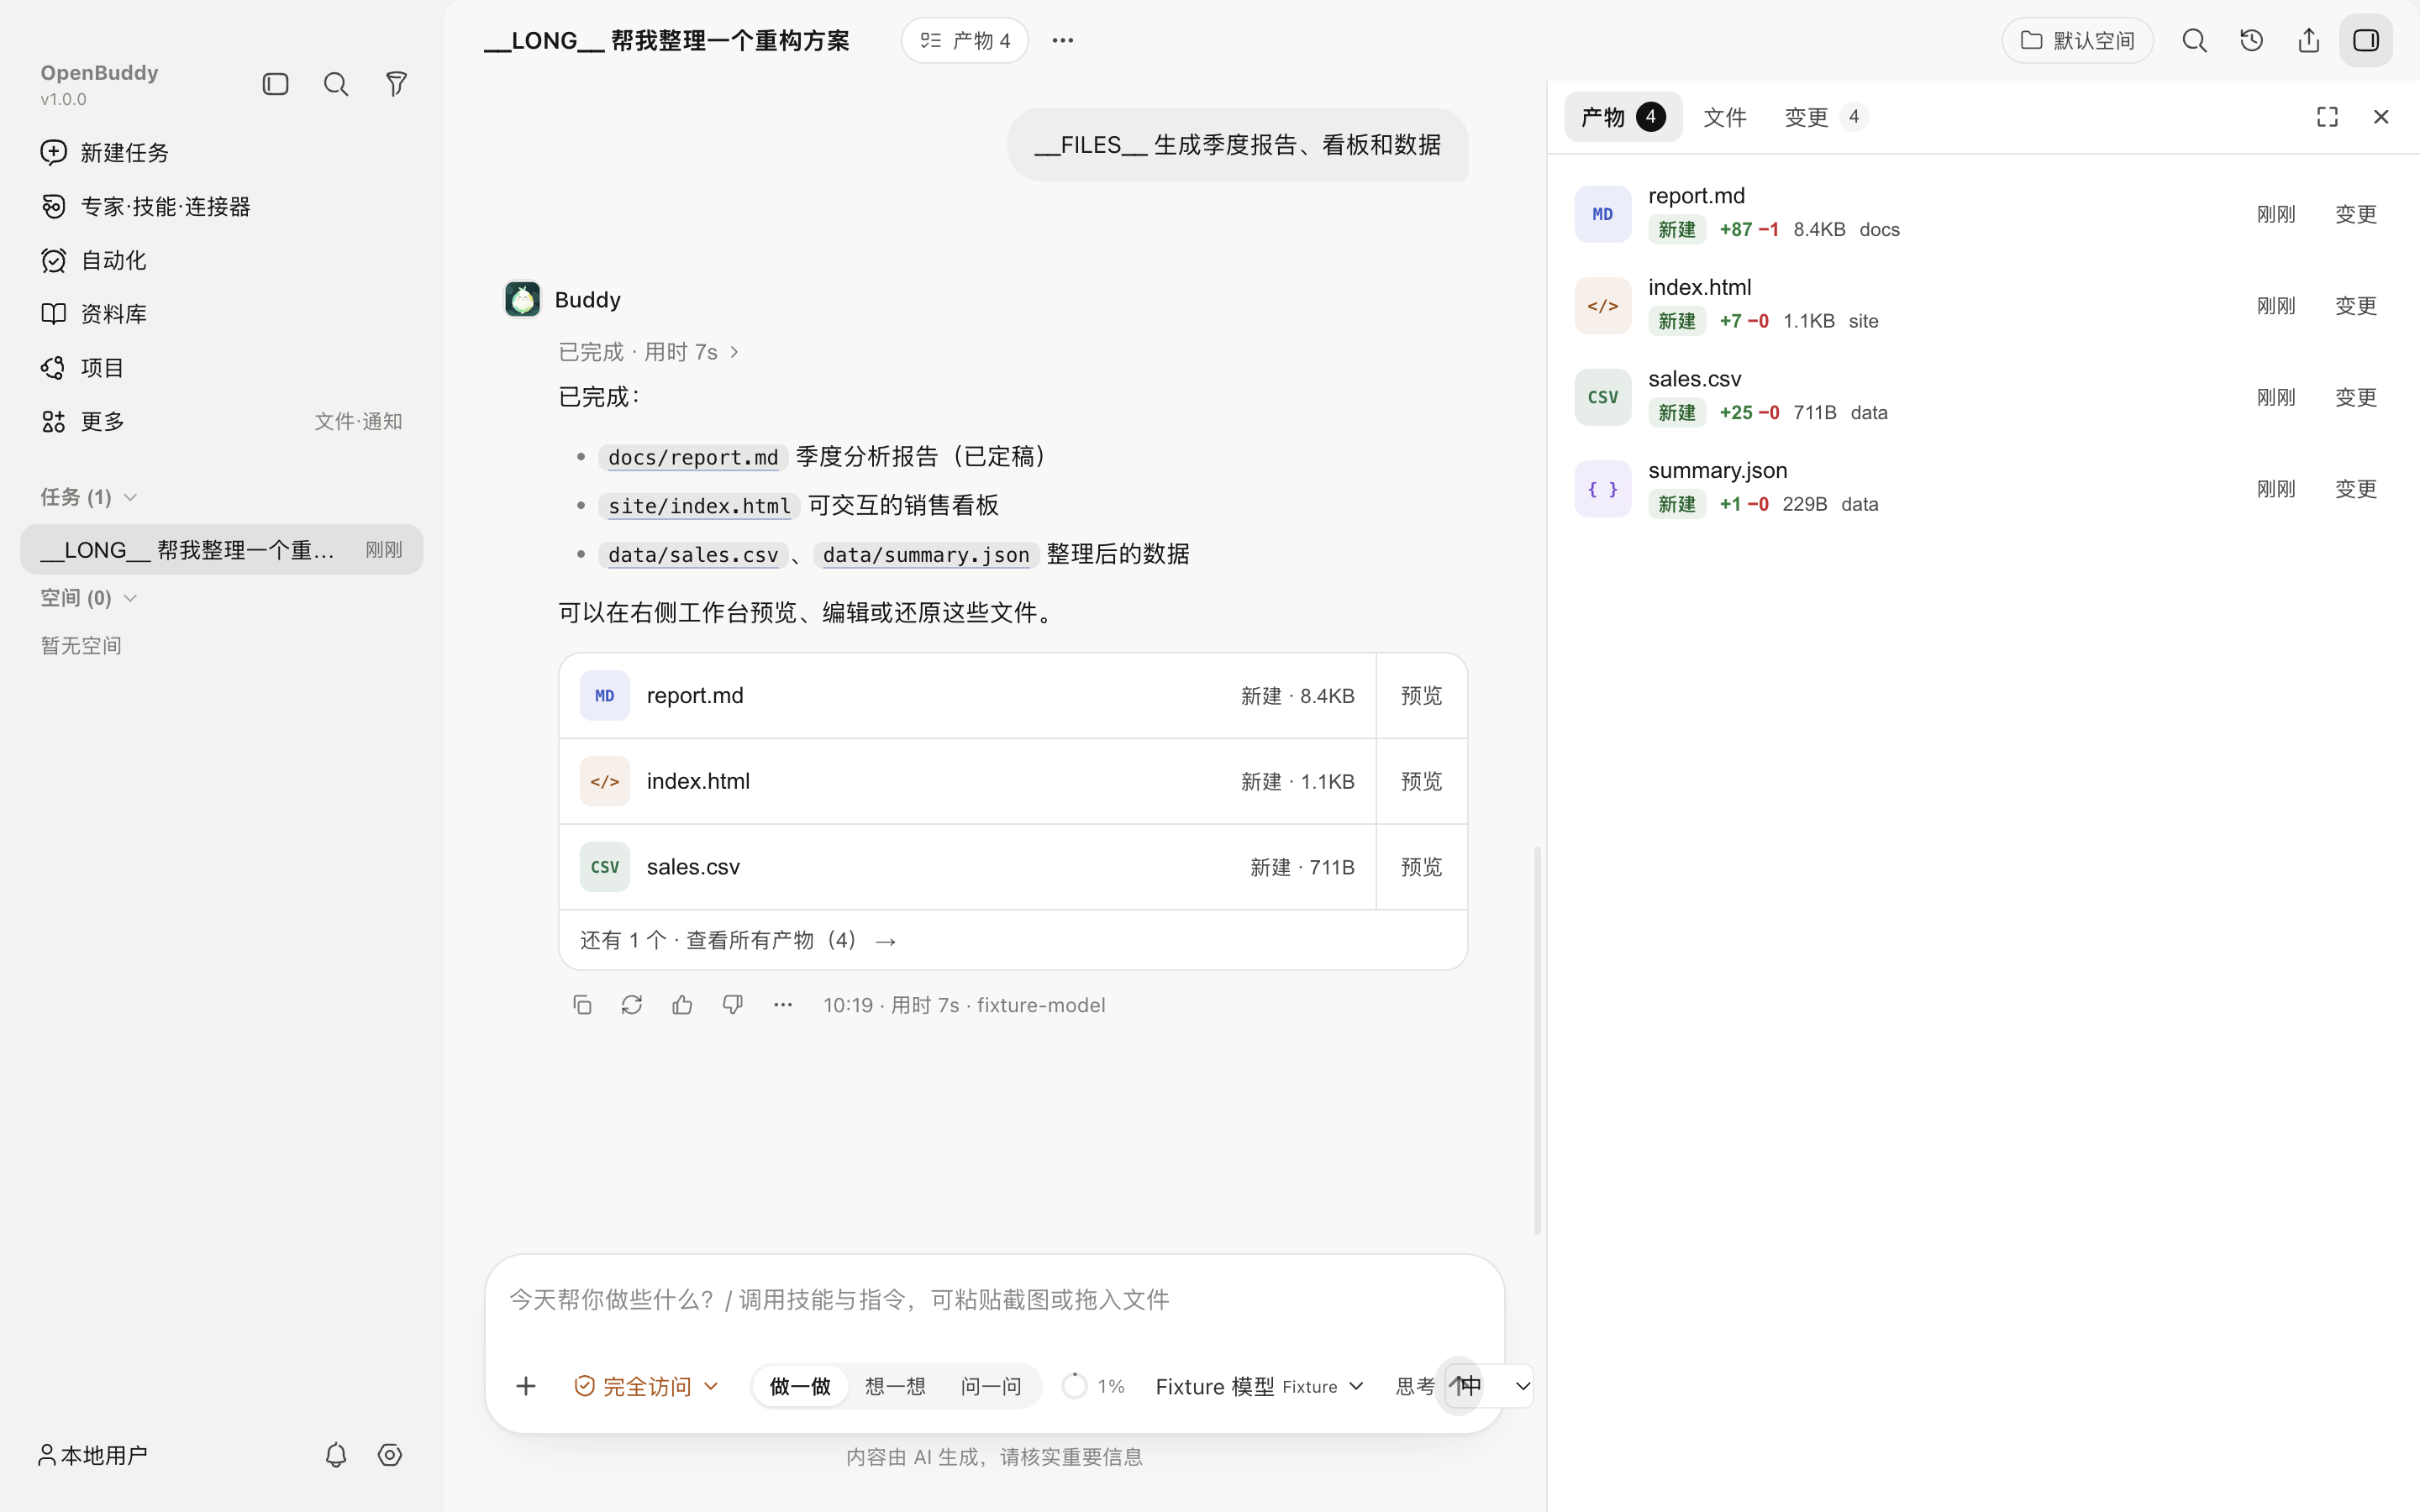 OpenBuddy
v1.0.0
新建任务
专家·技能·连接器
自动化
资料库
项目
更多 文件·通知
任务 (1)
__LONG__ 帮我整理一个重… 刚刚
空间 (0)
暂无空间
本地用户
__LONG__ 帮我整理一个重构方案 产物 4
默认空间
__FILES__ 生成季度报告、看板和数据
Buddy
已完成 · 用时 7s
已完成：
docs/report.md 季度分析报告（已定稿）
site/index.html 可交互的销售看板
data/sales.csv、data/summary.json 整理后的数据
可以在右侧工作台预览、编辑或还原这些文件。
MD report.md 新建 · 8.4KB 预览
</> index.html 新建 · 1.1KB 预览
CSV sales.csv 新建 · 711B 预览
还有 1 个 · 查看所有产物（4） →
10:19 · 用时 7s · fixture-model
今天帮你做些什么？/ 调用技能与指令，可粘贴截图或拖入文件
完全访问 做一做 想一想 问一问 1% Fixture 模型 Fixture 思考 中
内容由 AI 生成，请核实重要信息
产物 4 文件 变更 4
MD report.md
新建 +87 −1 8.4KB docs 刚刚 变更
</> index.html
新建 +7 −0 1.1KB site 刚刚 变更
CSV sales.csv
新建 +25 −0 711B data 刚刚 变更
{ } summary.json
新建 +1 −0 229B data 刚刚 变更